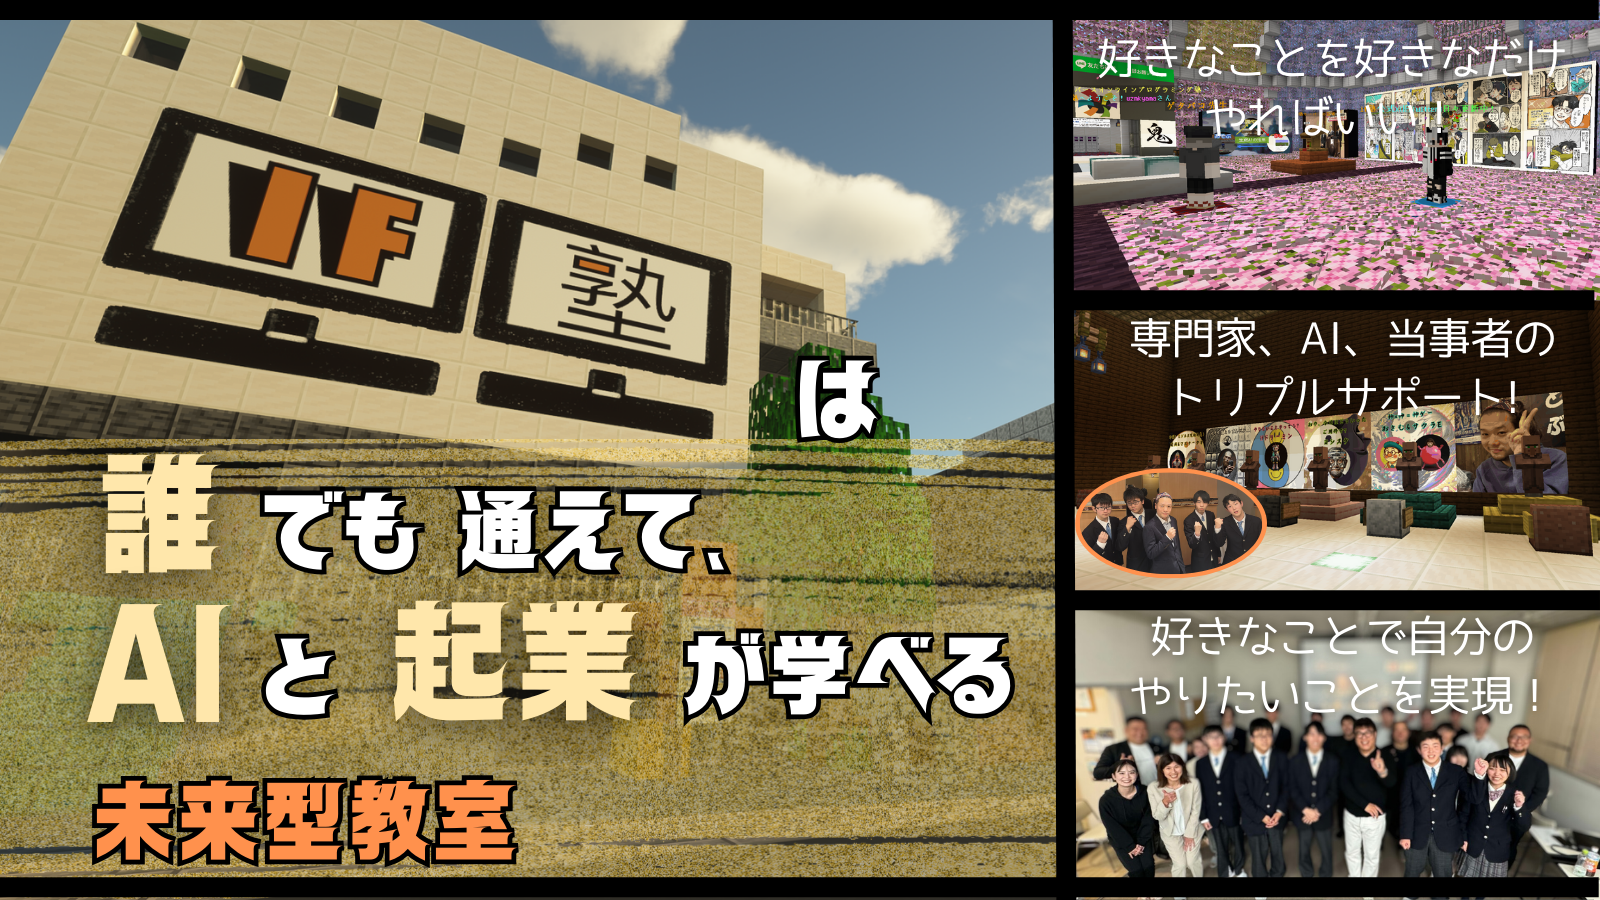 IF
塾
は
誰でも 通えて、
AIと起業が学べる
未来型教室
好きなことを好きなだけ
やればいい!!
鬼
専門家、AI、当事者の
トリプルサポート!
好きなことで自分の
やりたいことを実現！